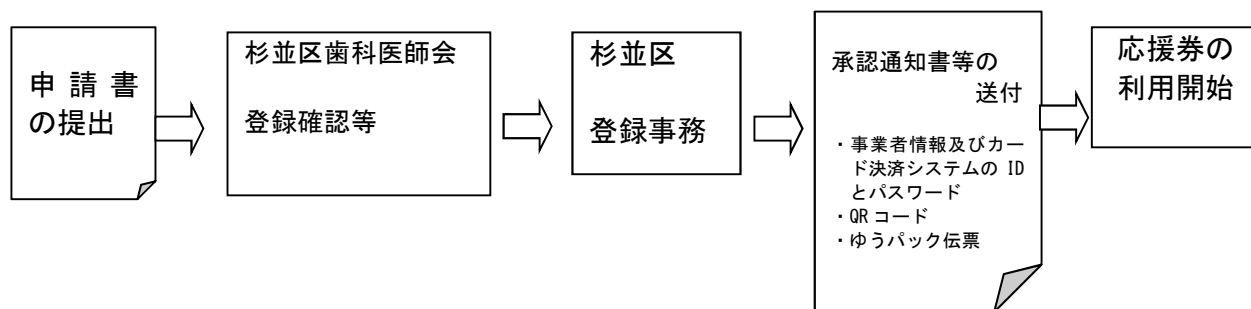 申請書
の提出
杉並区歯科医師会
登録確認等
杉並区
登録事務
承認通知書等の
送付
・事業者情報及びカー
ド決済システムの ID
とパスワード
・QRコード
・ゆうパック伝票
応援券の
利用開始